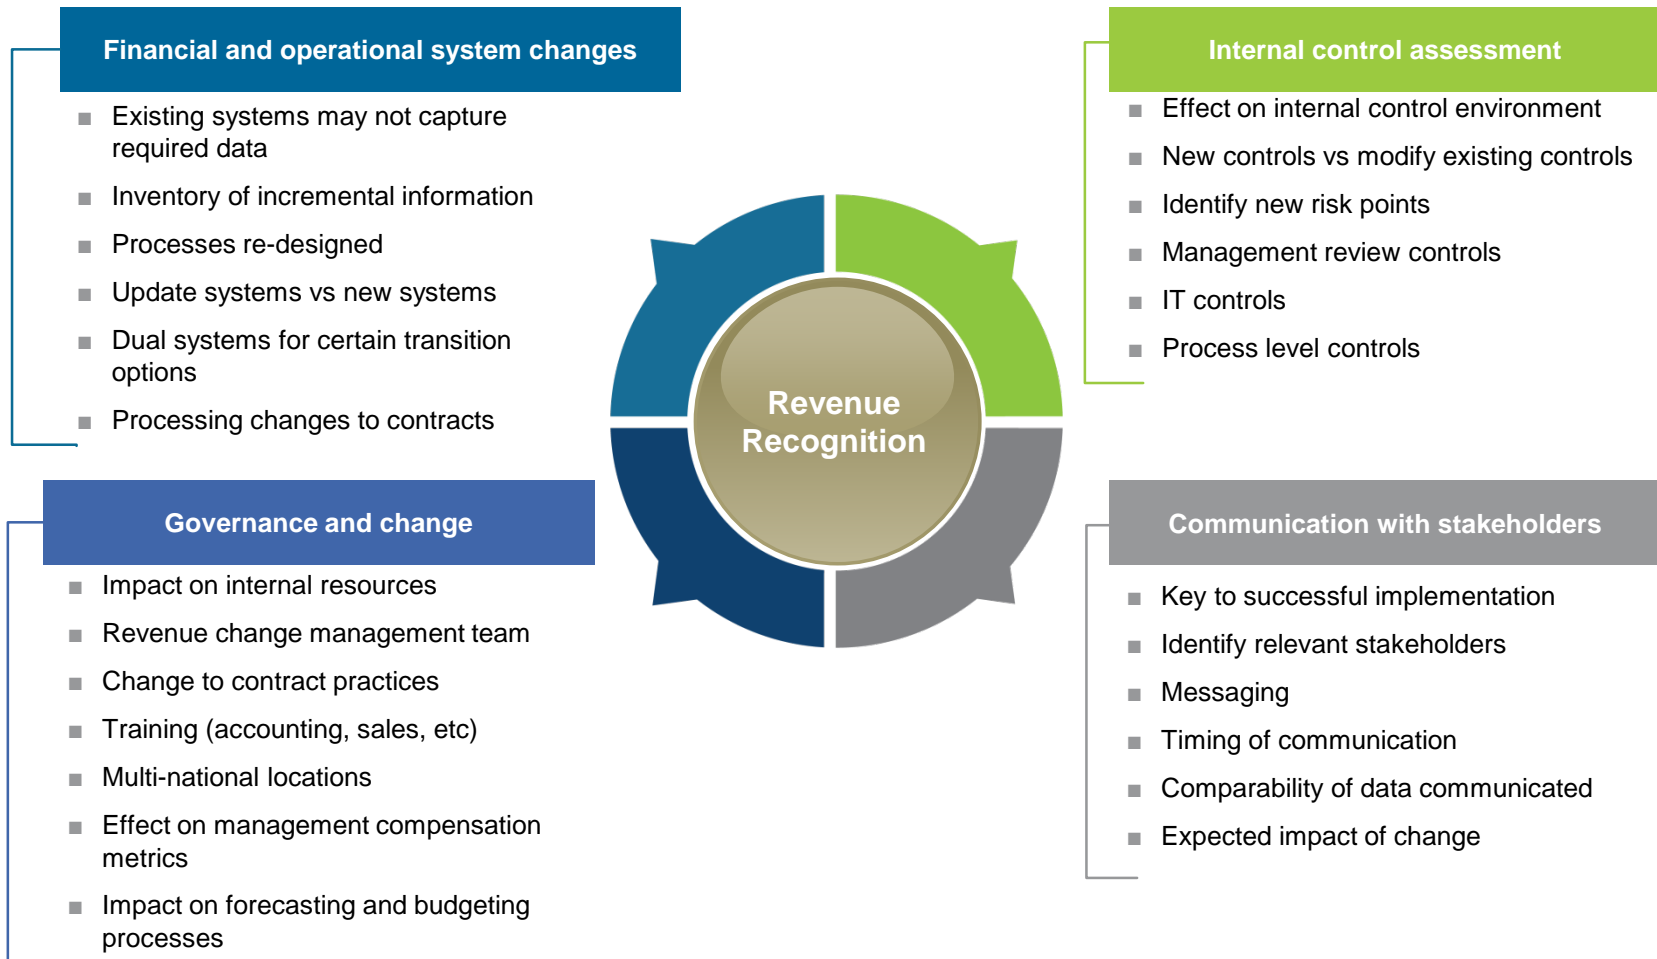 Financial and operational system changes
Existing systems may not capture
required data
Inventory of incremental information
Processes re-designed
Update systems vs new systems
Dual systems for certain transition
options
Processing changes to contracts
Internal control assessment
Effect on internal control environment
New controls vs modify existing controls
Identify new risk points
Management review controls
IT controls
Process level controls
Revenue
Recognition
Governance and change
Impact on internal resources
Revenue change management team
Change to contract practices
Training (accounting, sales, etc)
Multi-national locations
Effect on management compensation
metrics
Impact on forecasting and budgeting
processes
Communication with stakeholders
Key to successful implementation
Identify relevant stakeholders
Messaging
Timing of communication
Comparability of data communicated
Expected impact of change